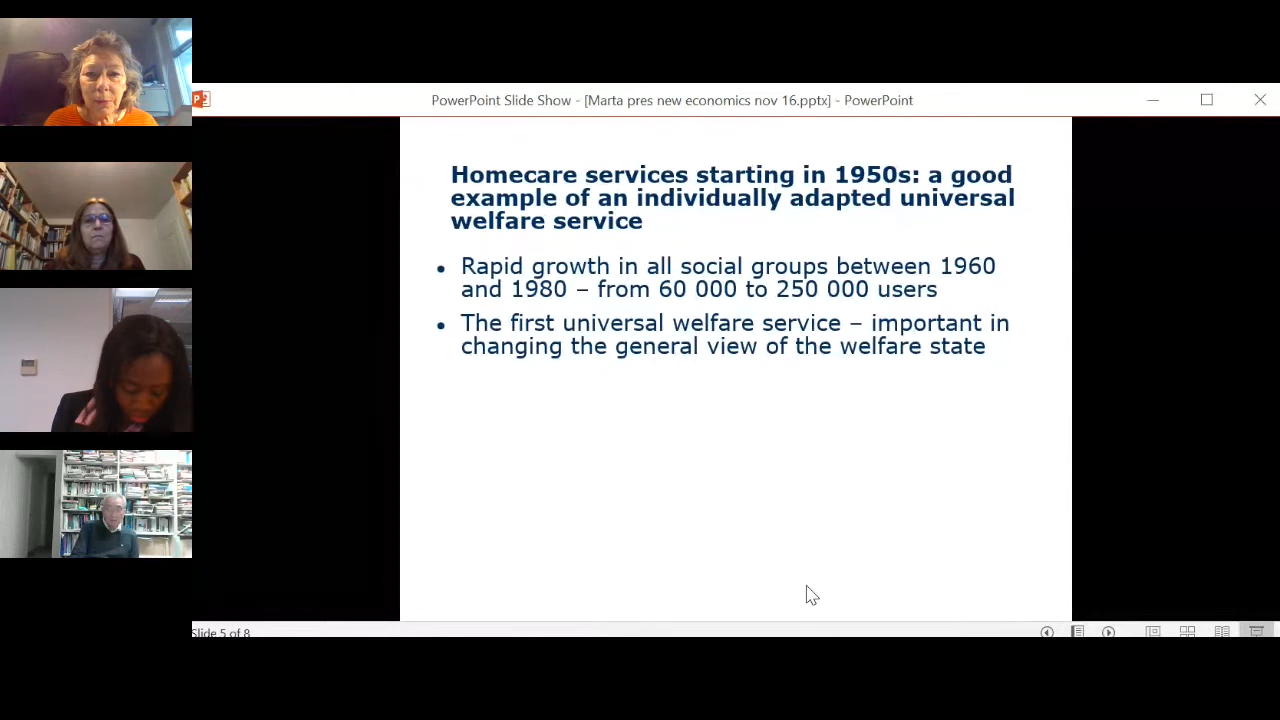 PowerPoint Slide Show - [Marta pres new economics nov 16.pptx] - PowerPoint
Homecare services starting in 1950s: a good
example of an individually adapted universal
welfare service
• Rapid growth in all social groups between 1960
and 1980 – from 60 000 to 250 000 users
• The first universal welfare service – important in
changing the general view of the welfare state
Slide 5 of 8